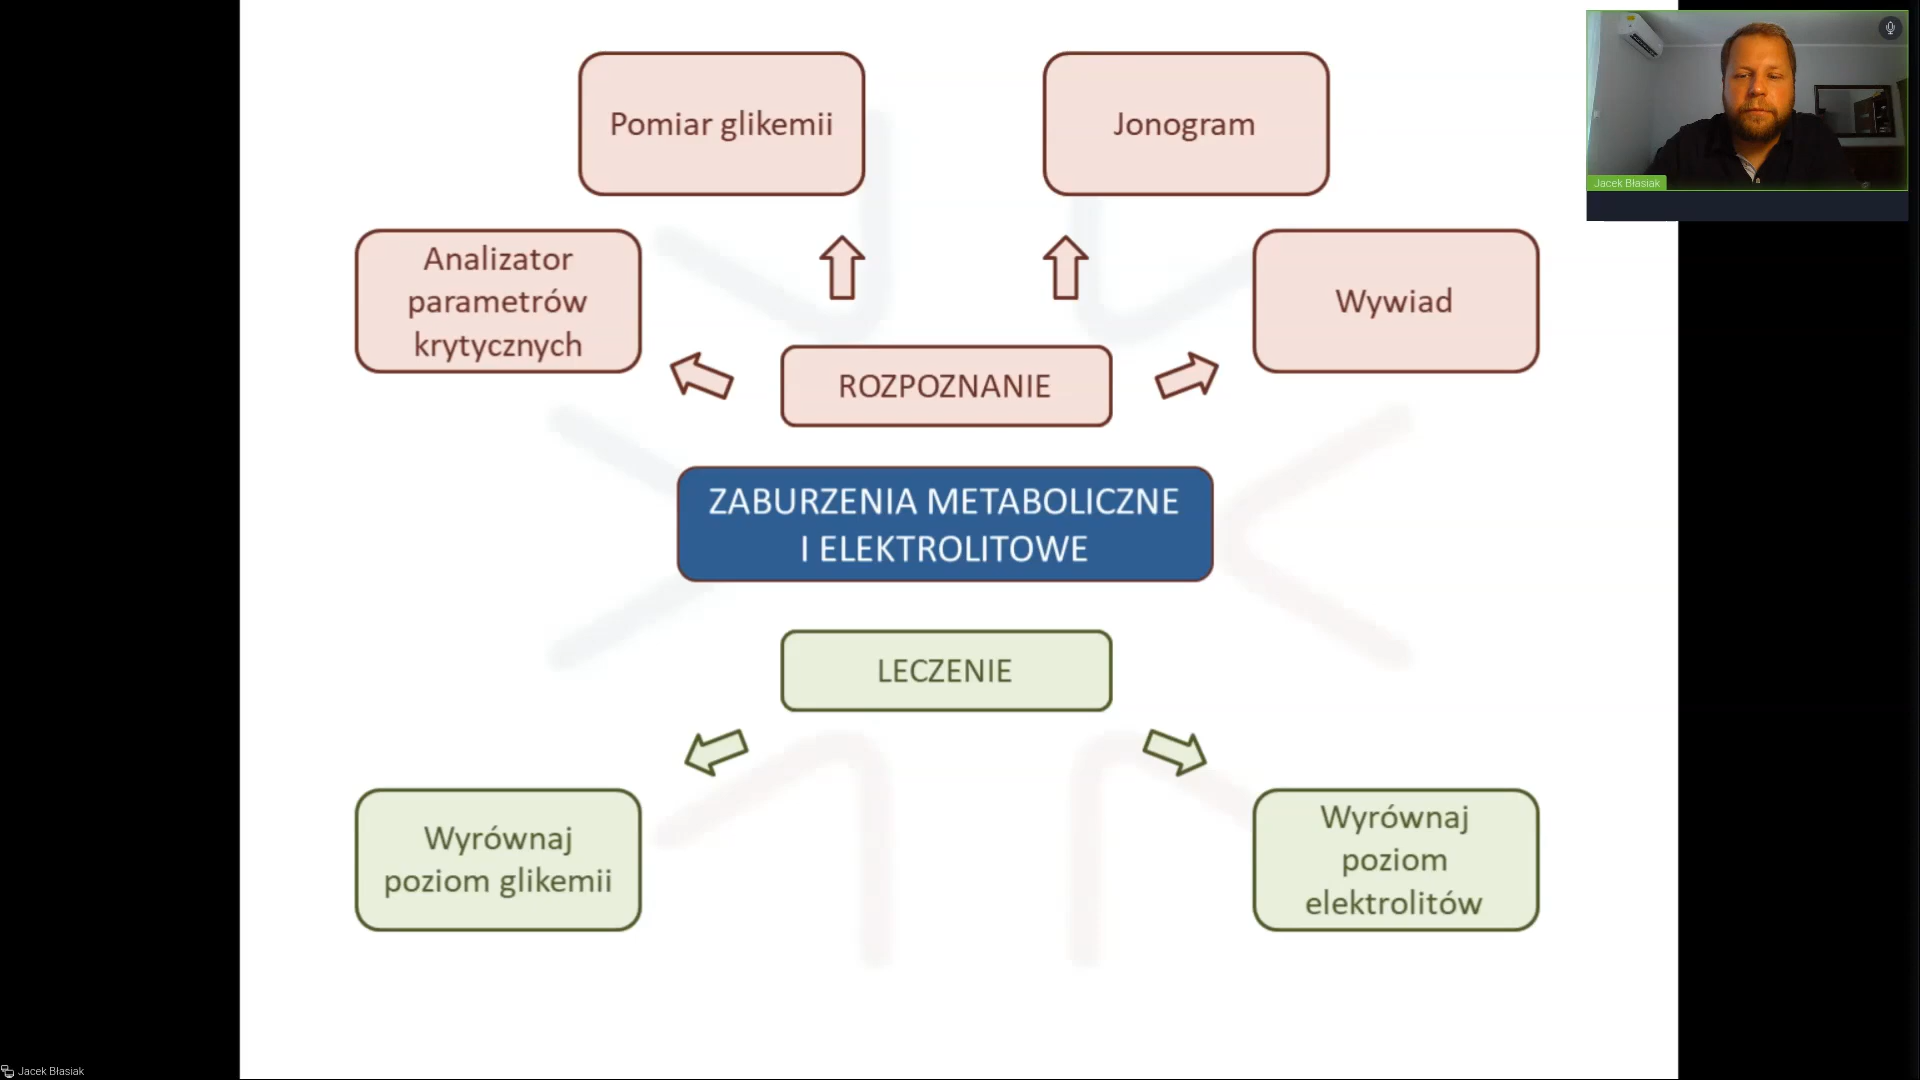 Pomiar glikemii
Jonogram
Jacek Błasiak
Analizator
parametrów
krytycznych
Wywiad
ROZPOZNANIE
ZABURZENIA METABOLICZNE
I ELEKTROLITOWE
LECZENIE
Wyrównaj
poziom glikemii
Wyrównaj
poziom
elektrolitów
Jacek Błasiak